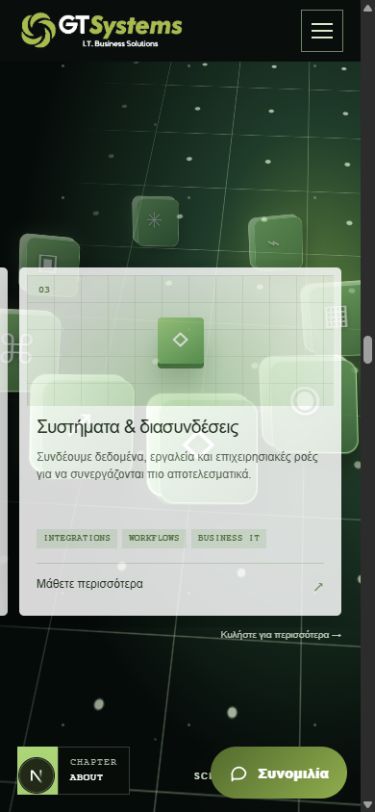 GTSystems
I.T. Business Solutions
03
Συστήματα & διασυνδέσεις
Συνδέουμε δεδομένα, εργαλεία και επιχειρησιακές ροές
για να συνεργάζονται πιο αποτελεσματικά.
INTEGRATIONS WORKFLOWS BUSINESS IT
Μάθετε περισσότερα ↗
Κυλήστε για περισσότερα →
N
CHAPTER
ABOUT
Συνομιλία